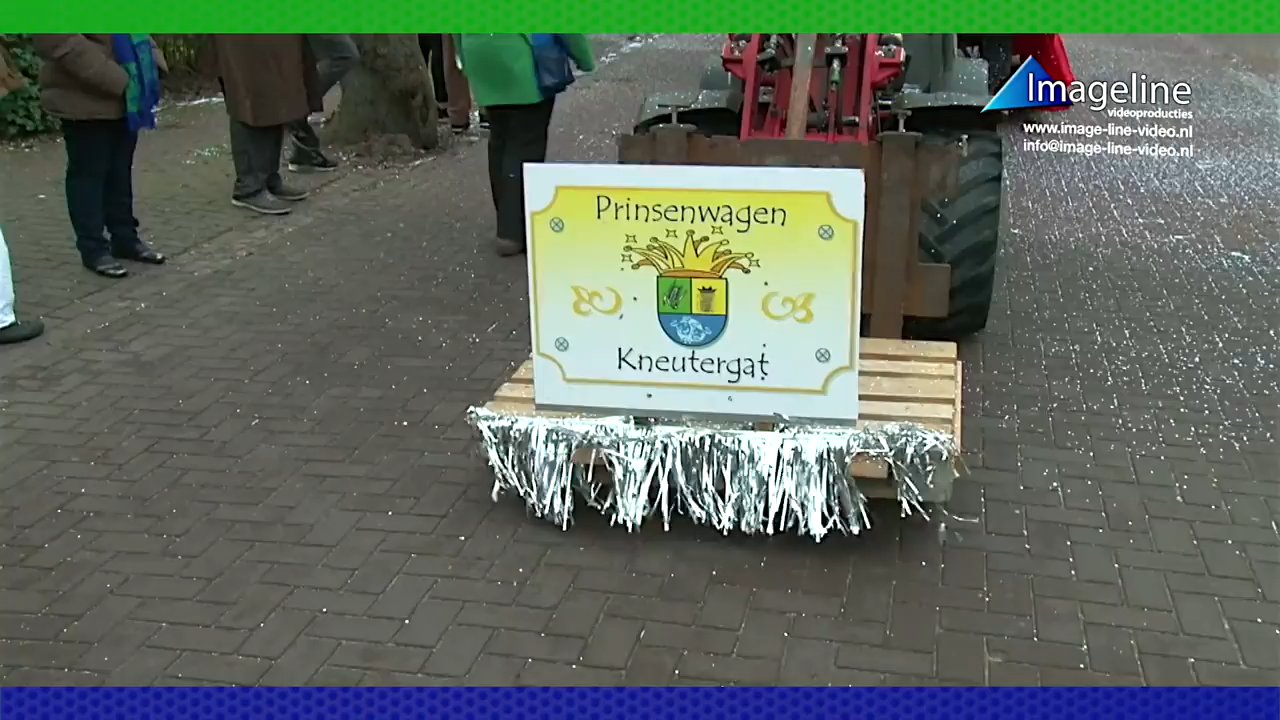 Imageline
videoproducties
www.image-line-video.nl
info@image-line-video.nl
Prinsenwagen
Kneutergat